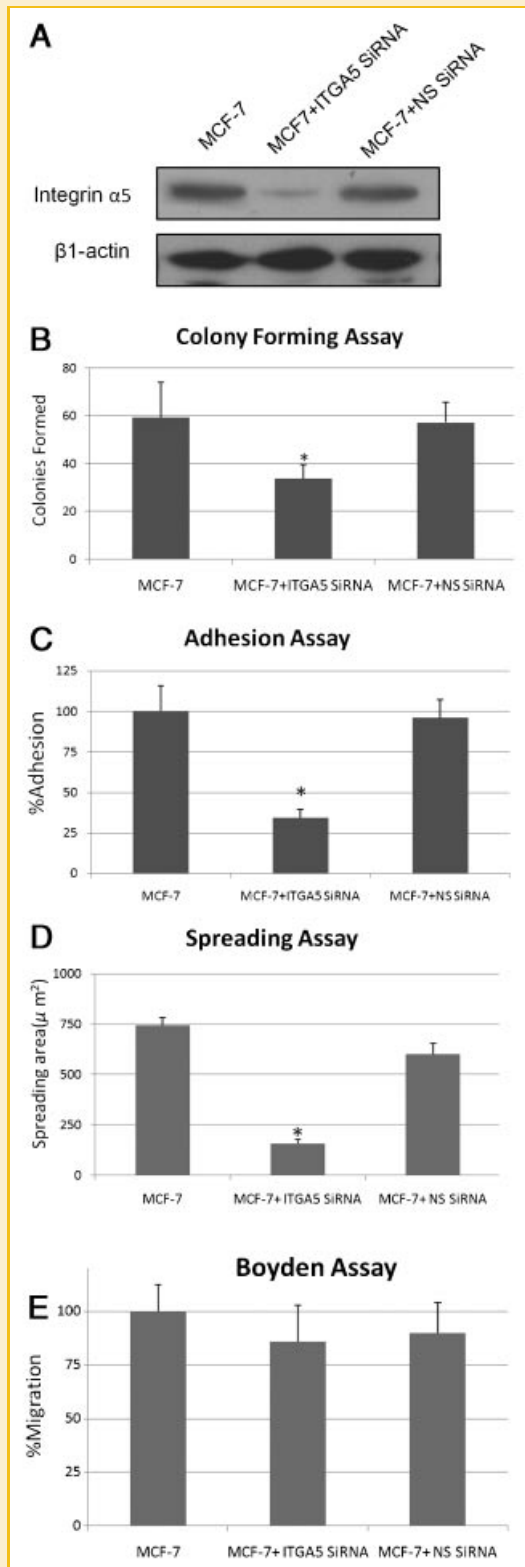 A
MCF-7
MCF7+ITGA5 SiRNA
MCF-7+NS SiRNA
Integrin α5
β1-actin
B
Colony Forming Assay
80
60
40
20
0
Colonies Formed
*
MCF-7
MCF-7+ITGA5 SiRNA
MCF-7+NS SiRNA
C
Adhesion Assay
125
100
75
50
25
0
%Adhesion
*
MCF-7
MCF-7+ITGA5 SiRNA
MCF-7+NS SiRNA
D
Spreading Assay
1000
750
500
250
0
Spreading area(μ m²)
*
MCF-7
MCF-7+ ITGA5 SiRNA
MCF-7+ NS SiRNA
E
Boyden Assay
100
75
50
25
0
%Migration
MCF-7
MCF-7+ ITGA5 SiRNA
MCF-7+ NS SiRNA